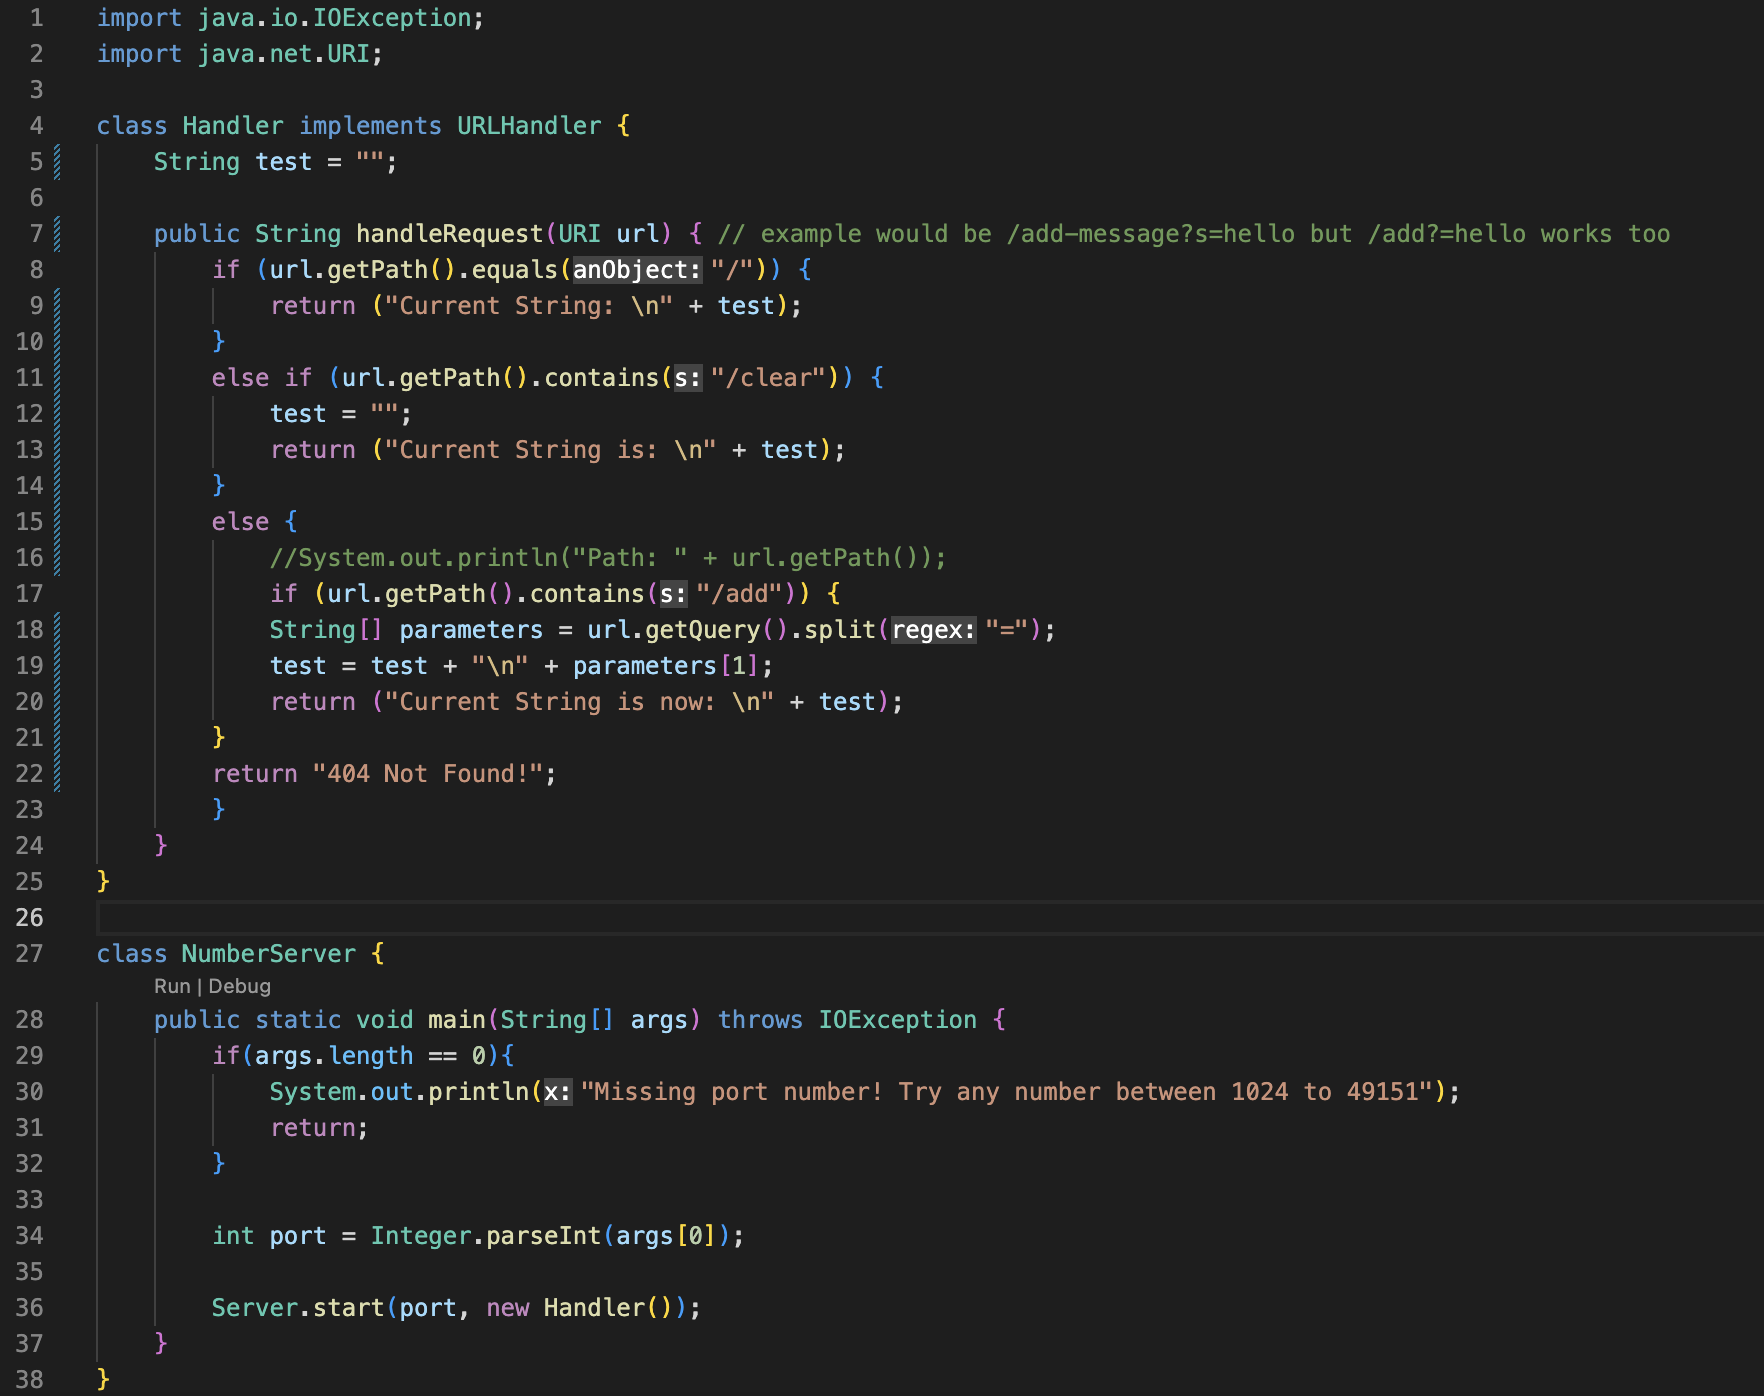 1 import java.io.IOException;
2 import java.net.URI;
3
4 class Handler implements URLHandler {
5     String test = "";
6
7     public String handleRequest(URI url) { // example would be /add-message?s=hello but /add?=hello works too
8         if (url.getPath().equals(anObject: "/")) {
9             return ("Current String: \n" + test);
10         }
11         else if (url.getPath().contains(s: "/clear")) {
12             test = "";
13             return ("Current String is: \n" + test);
14         }
15         else {
16             //System.out.println("Path: " + url.getPath());
17             if (url.getPath().contains(s: "/add")) {
18             String[] parameters = url.getQuery().split(regex: "=");
19             test = test + "\n" + parameters[1];
20             return ("Current String is now: \n" + test);
21         }
22         return "404 Not Found!";
23         }
24     }
25 }
26
27 class NumberServer {
Run | Debug
28     public static void main(String[] args) throws IOException {
29         if(args.length == 0){
30             System.out.println(x: "Missing port number! Try any number between 1024 to 49151");
31             return;
32         }
33
34         int port = Integer.parseInt(args[0]);
35
36         Server.start(port, new Handler());
37     }
38 }